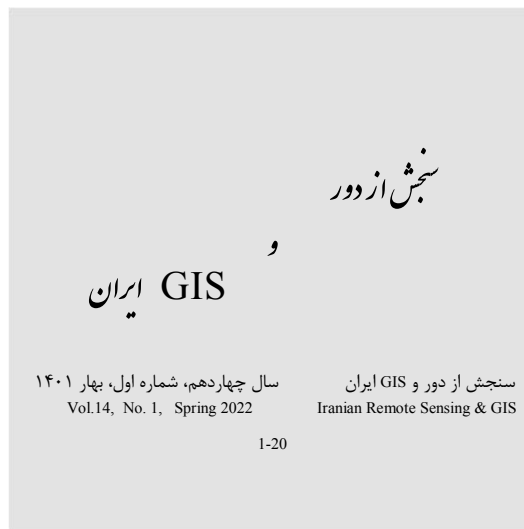 سنجش از دور
و
GIS ایران
سنجش از دور و GIS ایران
سال چهاردهم، شماره اول، بهار ۱۴۰۱
Iranian Remote Sensing & GIS
Vol.14, No. 1, Spring 2022
1-20